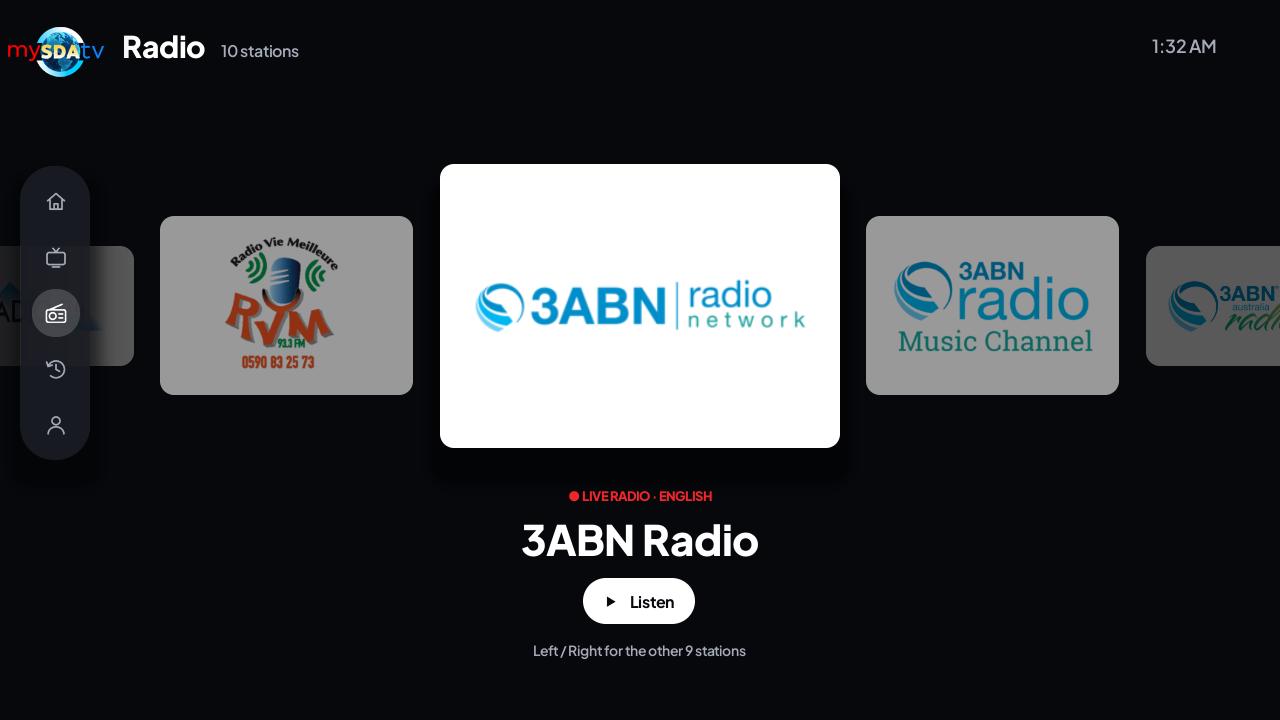 mySDAtv
Radio
10 stations
1:32 AM
Radio Vie Meilleure
RVM
93.3 FM
0590 83 25 73
3ABN radio
network
3ABN
radio
Music Channel
3ABN
australia
LIVE RADIO · ENGLISH
3ABN Radio
Listen
Left / Right for the other 9 stations